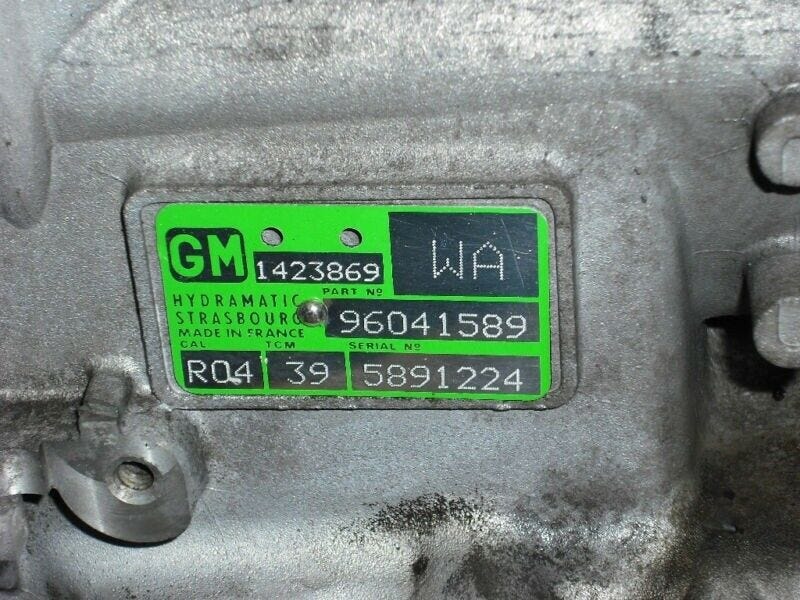 GM
1423869
WA
PART Nº
HYDRAMATIC
STRASBOURG
MADE IN FRANCE
96041589
CAL TCM SERIAL Nº
R04 39 5891224